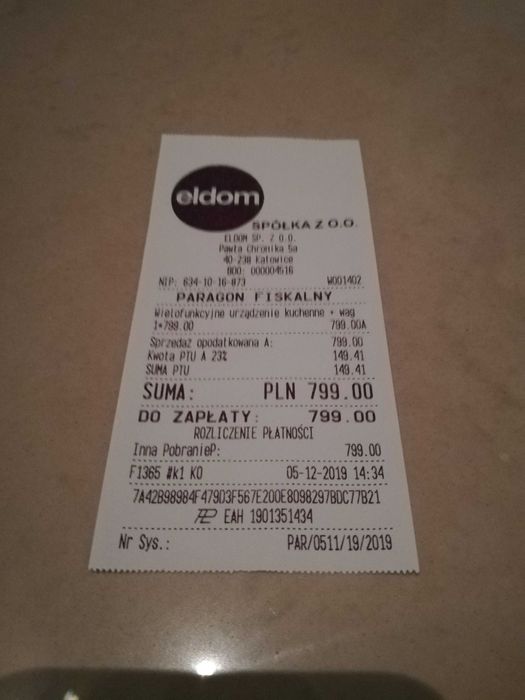 eldom
SPÓŁKA Z O.O.
ELDOM SP. Z O.O.
Pawła Chromika 5a
40-238 Katowice
BDO: 000004516
NIP: 634-10-16-873 W001402
PARAGON FISKALNY
Wielofunkcyjne urządzenie kuchenne + wag
1*799.00 799.00A
Sprzedaż opodatkowana A: 799.00
Kwota PTU A 23% 149.41
SUMA PTU 149.41
SUMA: PLN 799.00
DO ZAPŁATY: 799.00
ROZLICZENIE PŁATNOŚCI
Inna PobranieP: 799.00
F1365 #k1 KO 05-12-2019 14:34
7A42B98984F479D3F567E200E8098297BDC77B21
EAH 1901351434
Nr Sys.: PAR/0511/19/2019